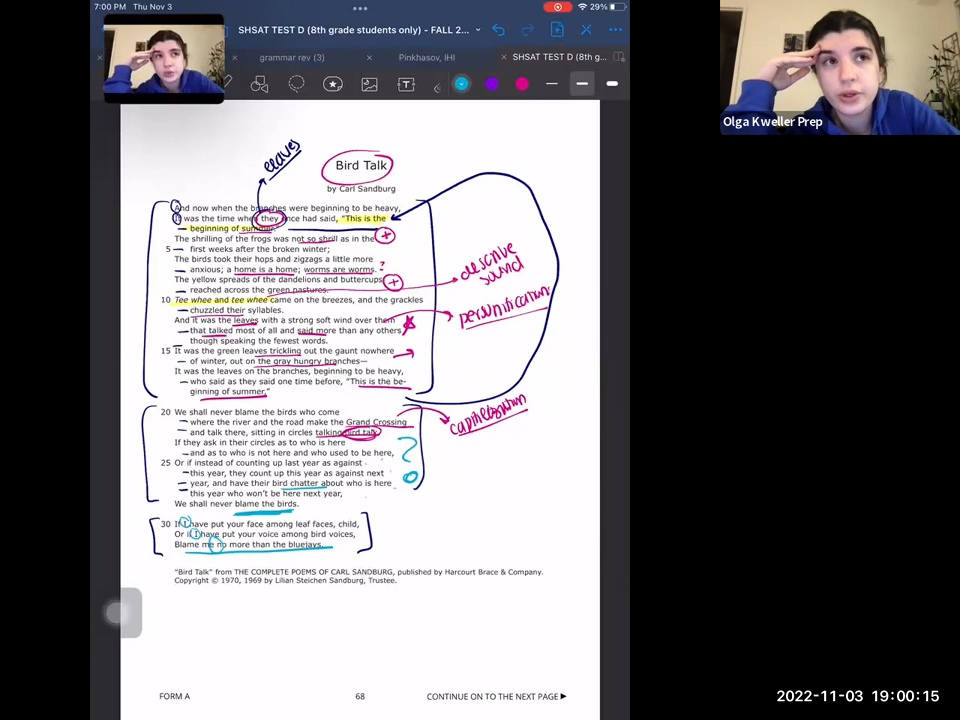 7:00 PM Thu Nov 3
29%
SHSAT TEST D (8th grade students only) - FALL 2...
grammar rev (3)
Pinkhasov, IHI
SHSAT TEST D (8th g...
Olga Kweller Prep
leaves
Bird Talk
by Carl Sandburg
And now when the branches were beginning to be heavy,
It was the time when they once had said, "This is the
beginning of summer."
The shrilling of the frogs was not so shrill as in the
5 first weeks after the broken winter;
The birds took their hops and zigzags a little more
anxious; a home is a home; worms are worms.
?
The yellow spreads of the dandelions and buttercups
reached across the green pastures.
10 Tee whee and tee whee came on the breezes, and the grackles
chuzzled their syllables.
And it was the leaves with a strong soft wind over them
that talked most of all and said more than any others
though speaking the fewest words.
15 It was the green leaves trickling out the gaunt nowhere
of winter, out on the gray hungry branches—
It was the leaves on the branches, beginning to be heavy,
who said as they said one time before, "This is the be-
ginning of summer."
describe
sound
personification
20 We shall never blame the birds who come
where the river and the road make the Grand Crossing
and talk there, sitting in circles talking bird talk.
If they ask in their circles as to who is here
and as to who is not here and who used to be here,
25 Or if instead of counting up last year as against
this year, they count up this year as against next
year, and have their bird chatter about who is here
this year who won't be here next year,
We shall never blame the birds.
capitalization
?
30 If I have put your face among leaf faces, child,
Or if I have put your voice among bird voices,
Blame me no more than the bluejays.
"Bird Talk" from THE COMPLETE POEMS OF CARL SANDBURG, published by Harcourt Brace & Company.
Copyright © 1970, 1969 by Lilian Steichen Sandburg, Trustee.
FORM A 68 CONTINUE ON TO THE NEXT PAGE ▶
2022-11-03 19:00:15